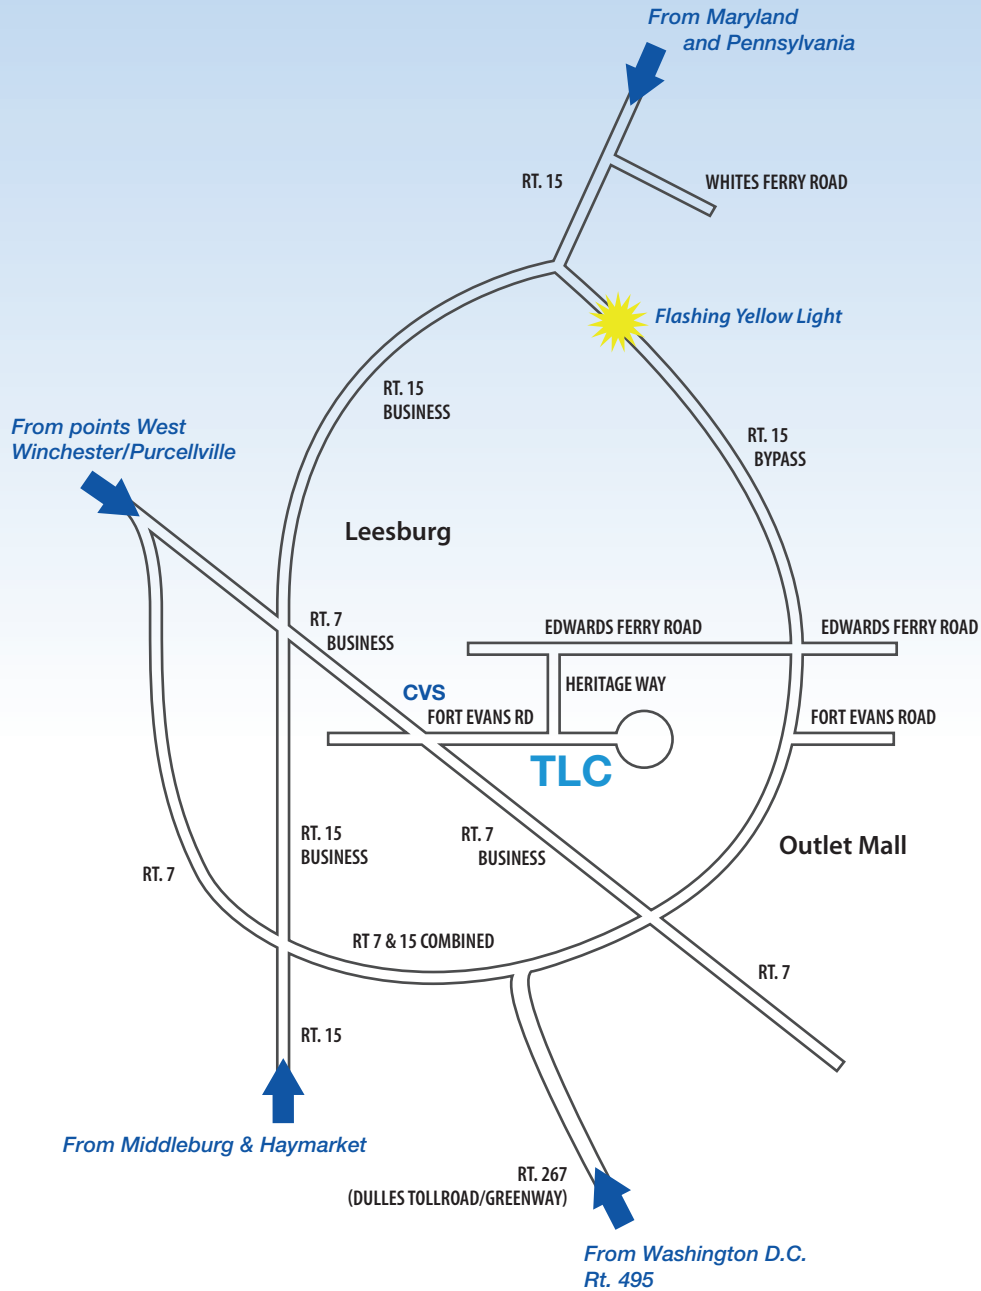 From Maryland
and Pennsylvania
RT. 15
WHITES FERRY ROAD
Flashing Yellow Light
RT. 15
BUSINESS
From points West
Winchester/Purcellville
RT. 15
BYPASS
Leesburg
RT. 7
BUSINESS
EDWARDS FERRY ROAD
EDWARDS FERRY ROAD
HERITAGE WAY
CVS
FORT EVANS RD
FORT EVANS ROAD
TLC
RT. 15
BUSINESS
RT. 7
BUSINESS
Outlet Mall
RT. 7
RT 7 & 15 COMBINED
RT. 7
RT. 15
From Middleburg & Haymarket
RT. 267
(DULLES TOLLROAD/GREENWAY)
From Washington D.C.
Rt. 495